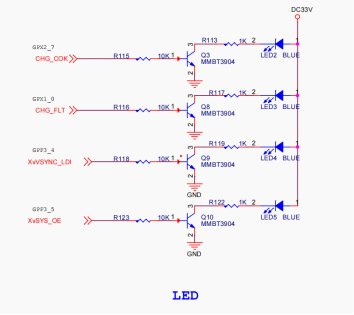 DC33V
GPX2_7
CHG_COK
R115
10K
1
3
2
Q3
MMBT3904
R113
1K
2
1
LED2 BLUE
GPX1_0
CHG_FLT
R116
10K
1
3
2
Q8
MMBT3904
R117
1K
2
1
LED3 BLUE
GPF3_4
XvVSYNC_LDI
R118
10K
1
3
2
Q9
MMBT3904
GND
R119
1K
2
1
LED4 BLUE
GPF3_5
XvSYS_OE
R123
10K
1
3
2
Q10
MMBT3904
GND
R122
1K
2
1
LED5 BLUE
LED